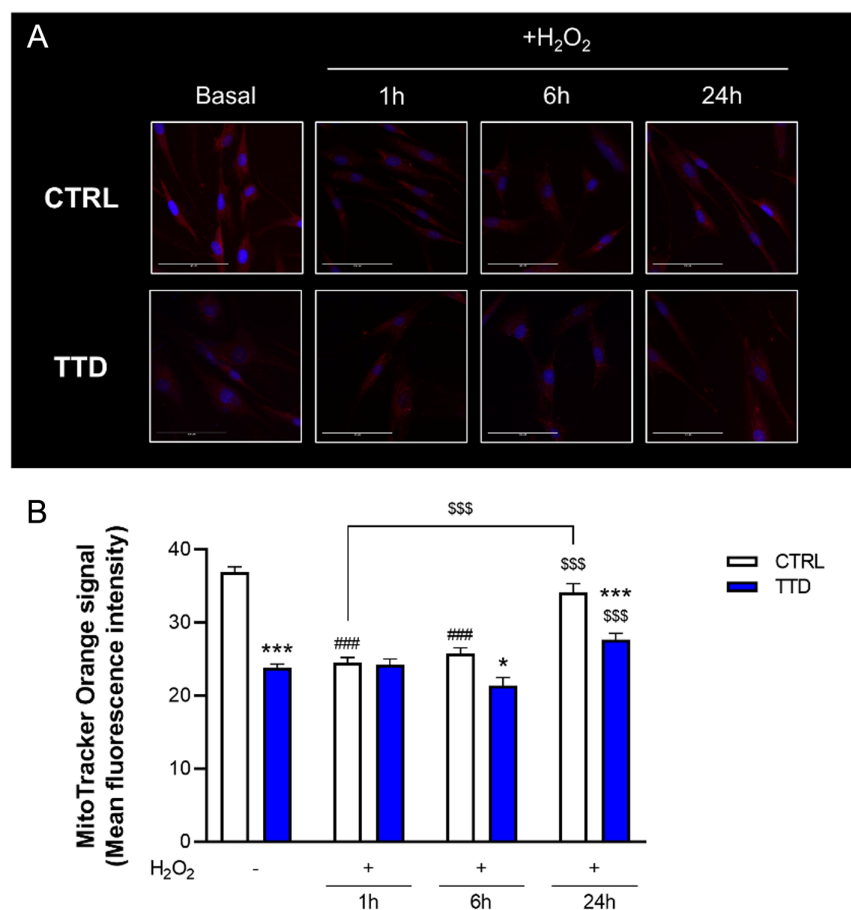 A
+H₂O₂
Basal 1h 6h 24h
CTRL
TTD
B
MitoTracker Orange signal
(Mean fluorescence intensity)
$$$
40
30
20
10
0
***
###
###
*
$$$
***
$$$
CTRL
TTD
H₂O₂ - + + +
1h 6h 24h